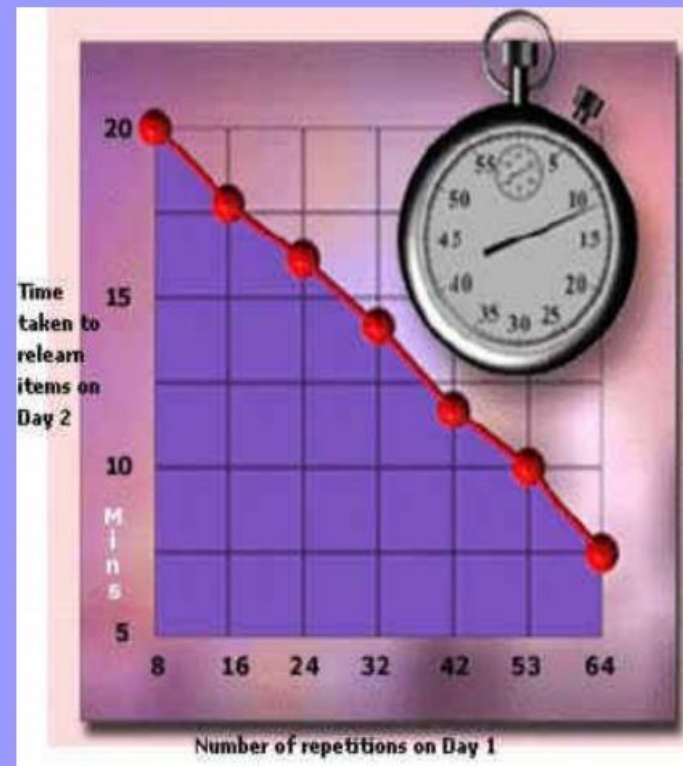 20
15
10
5
Time
taken to
relearn
items on
Day 2
Mins
8 16 24 32 42 53 64
Number of repetitions on Day 1
55 5
50 10
45 15
40 20
35 30 25